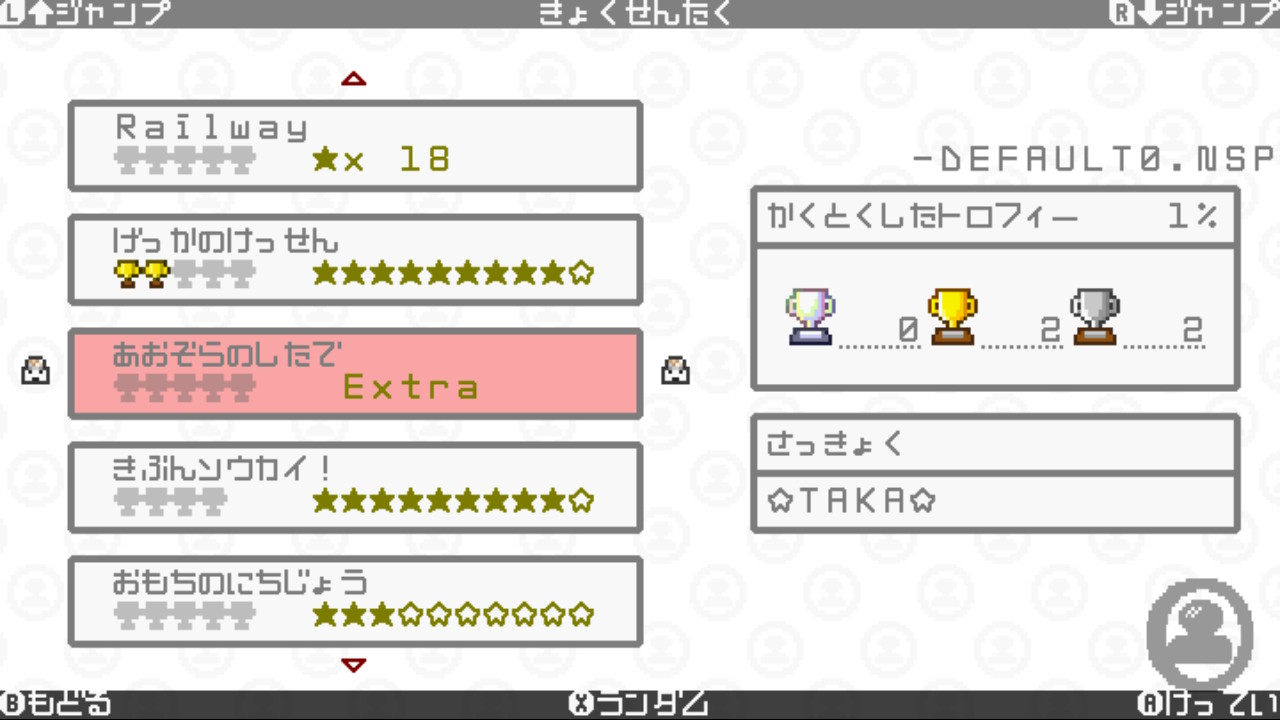 L↑ジャンプ
きょくせんたく
R↓ジャンプ
Railway
★x 18
げっかのけっせん
★★★★★★★★★☆
あおぞらのしたで
Extra
きぶんソウカイ！
★★★★★★★★★☆
おもちのにちじょう
★★★☆☆☆☆☆☆☆
-DEFAULT0.NSP
かくとくしたトロフィー 1%
0 2 2
さっきょく
☆TAKA☆
Bもどる
Xランダム
Aけってい